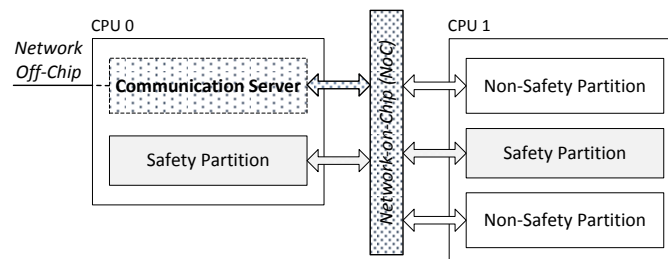 CPU 0
CPU 1
Network
Off-Chip
Communication Server
Safety Partition
Network-on-Chip (NoC)
Non-Safety Partition
Safety Partition
Non-Safety Partition